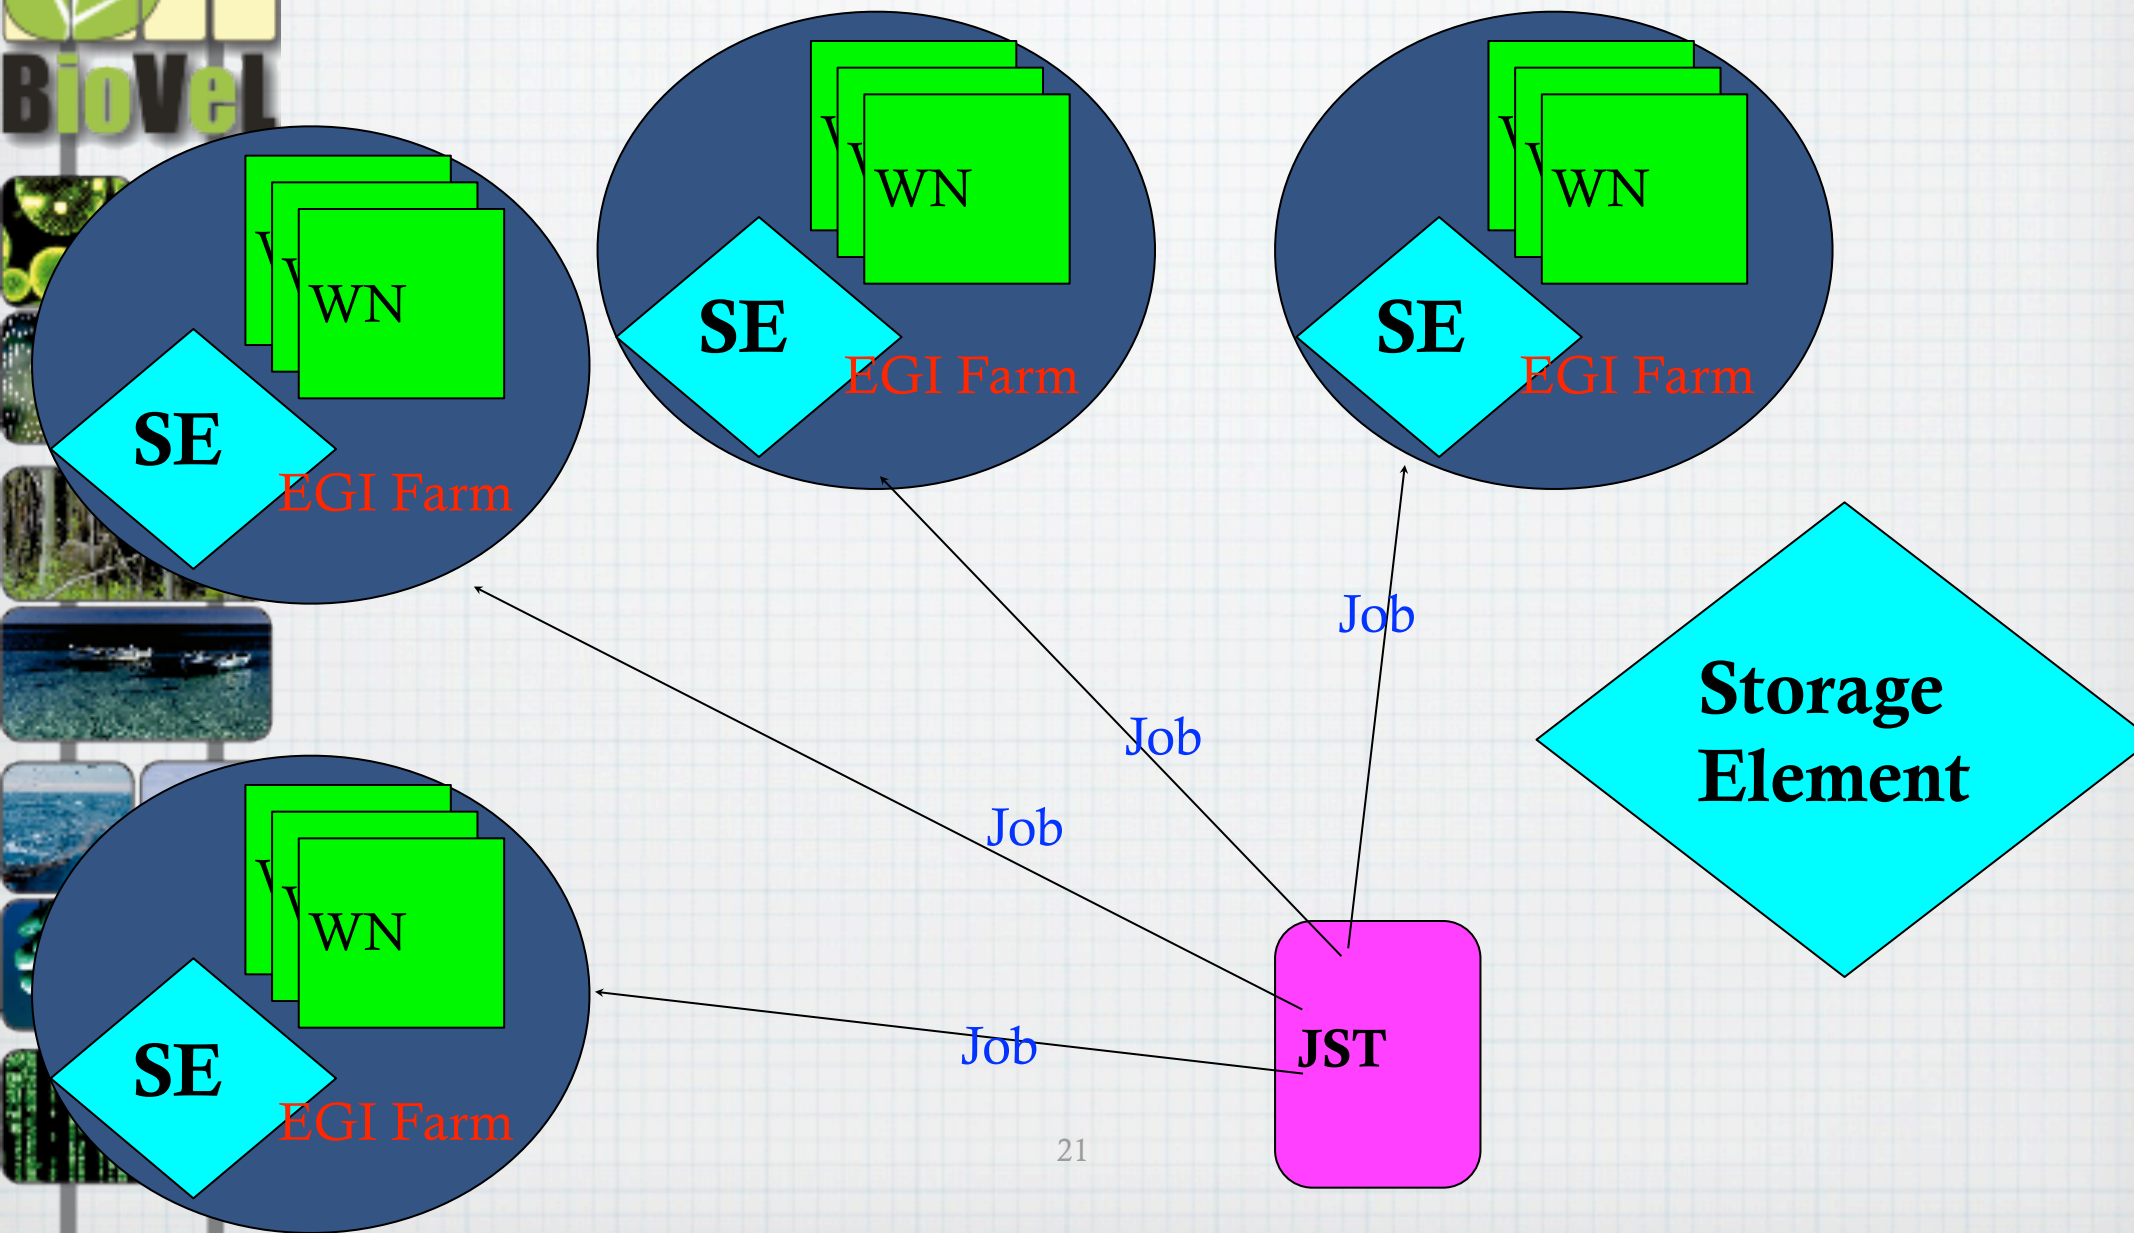 BioVeL
WN
SE
EGI Farm
WN
SE
EGI Farm
WN
SE
EGI Farm
Job
Storage
Element
Job
Job
WN
SE
EGI Farm
Job
JST
21